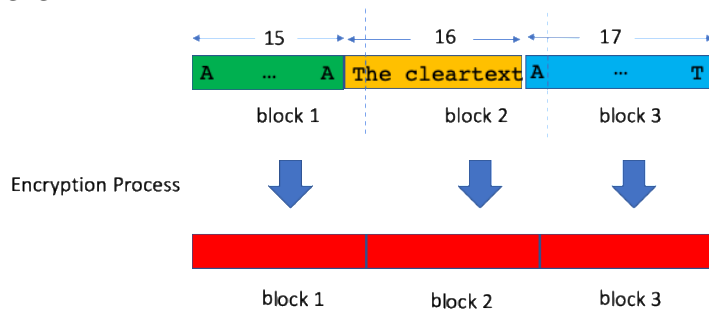 15 16 17
A … A The cleartext A … T
block 1 block 2 block 3
Encryption Process
block 1 block 2 block 3